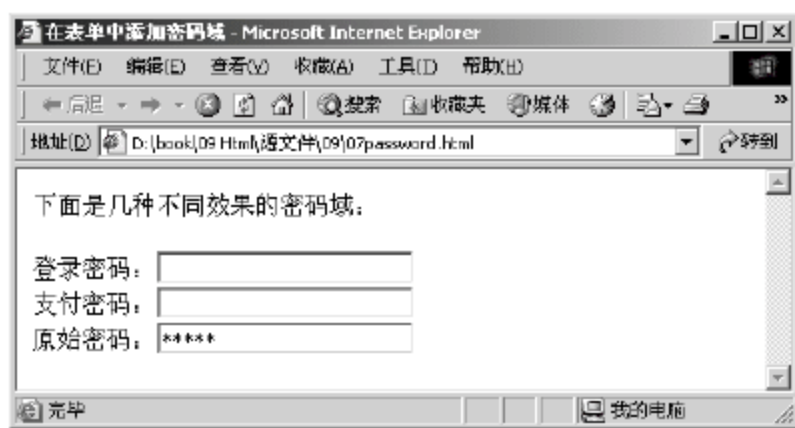 在表单中添加密码域 - Microsoft Internet Explorer
文件(F) 编辑(E) 查看(V) 收藏(A) 工具(T) 帮助(H)
后退 搜索 收藏夹 媒体 »
地址(D) D:\book\09 Html\源文件\09\07password.html 转到
下面是几种不同效果的密码域：
登录密码：
支付密码：
原始密码：*****
完毕 我的电脑